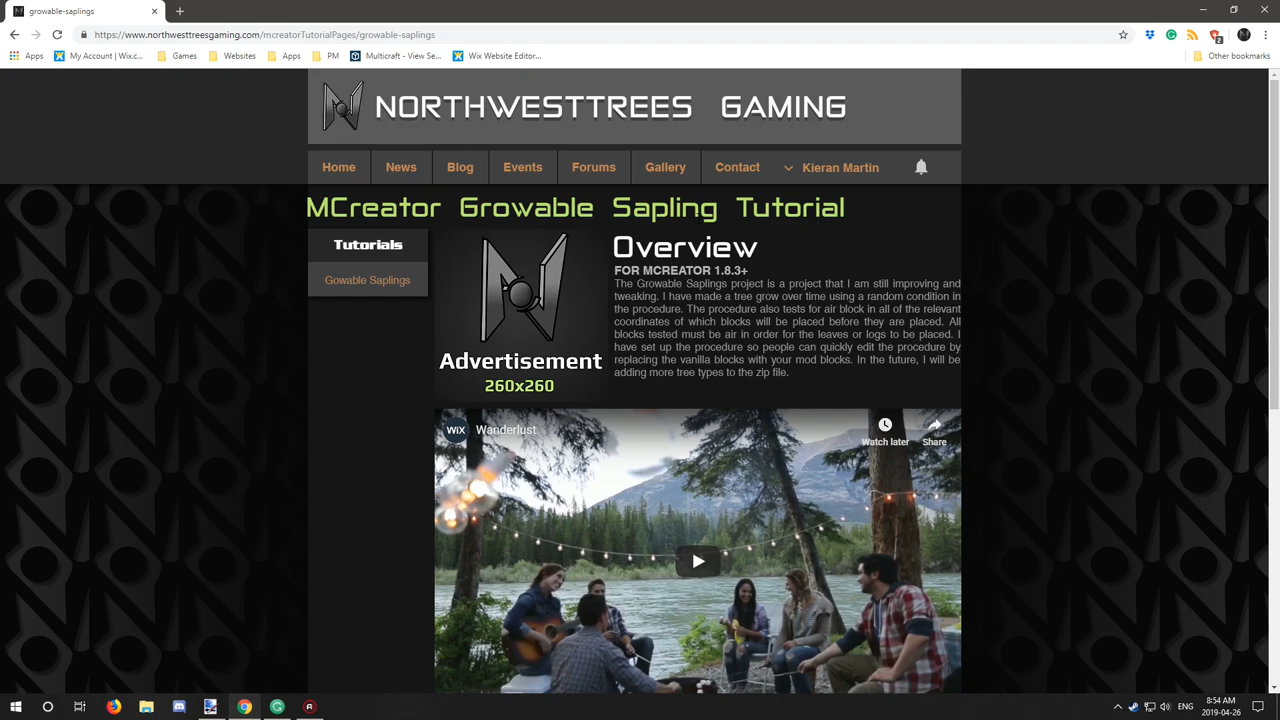 growable-saplings
https://www.northwesttreesgaming.com/mcreatorTutorialPages/growable-saplings
2
Apps
My Account | Wix.c...
Games
Websites
Apps
PM
Multicraft - View Se...
Wix Website Editor...
Other bookmarks
NORTHWESTTREES GAMING
Home
News
Blog
Events
Forums
Gallery
Contact
Kieran Martin
MCreator Growable Sapling Tutorial
Tutorials
Gowable Saplings
Advertisement
260x260
Overview
FOR MCREATOR 1.8.3+
The Growable Saplings project is a project that I am still improving and
tweaking. I have made a tree grow over time using a random condition in
the procedure. The procedure also tests for air block in all of the relevant
coordinates of which blocks will be placed before they are placed. All
blocks tested must be air in order for the leaves or logs to be placed. I
have set up the procedure so people can quickly edit the procedure by
replacing the vanilla blocks with your mod blocks. In the future, I will be
adding more tree types to the zip file.
WiX
Wanderlust
Watch later
Share
ENG
8:54 AM
2019-04-26